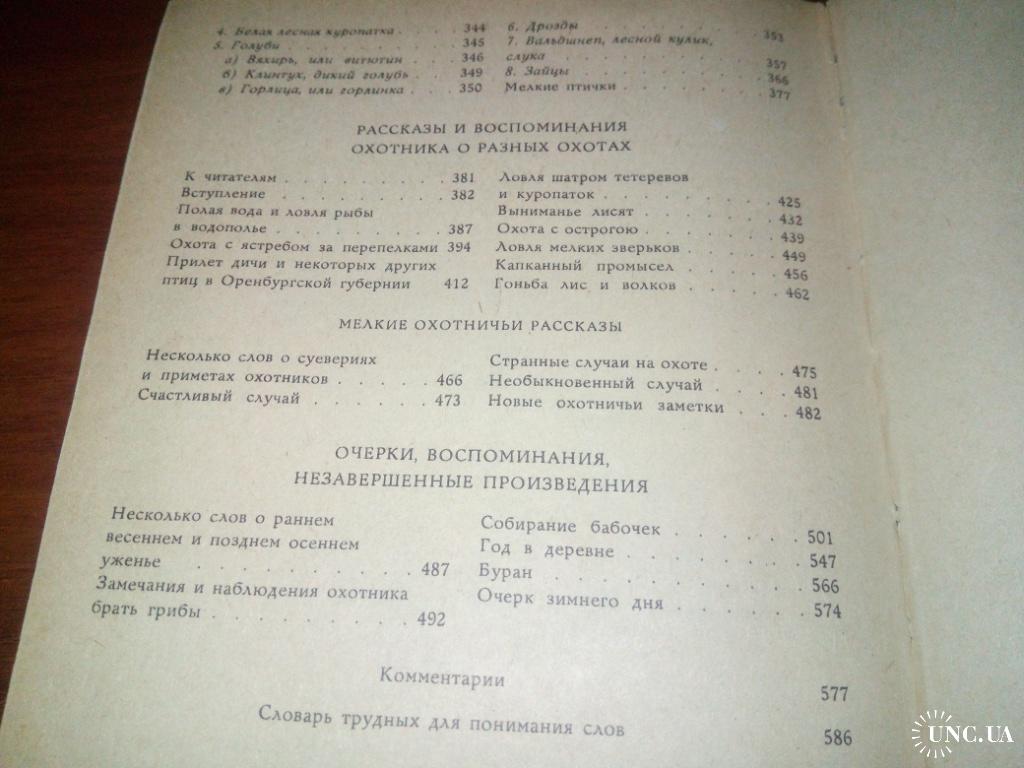 4. Белая лесная куропатка . . . 344
5. Голуби . . . . . . . . 345
а) Вяхирь, или витютин . . . 346
б) Клинтух, дикий голубь . . 349
в) Горлица, или горлинка . . . 350
6. Дрозды . . . . . . . . 353
7. Вальдшнеп, лесной кулик,
слука . . . . . . . . 357
8. Зайцы . . . . . . . . 366
Мелкие птички . . . . . . 377
РАССКАЗЫ И ВОСПОМИНАНИЯ
ОХОТНИКА О РАЗНЫХ ОХОТАХ
К читателям . . . . . . . . 381
Вступление . . . . . . . . 382
Полая вода и ловля рыбы
в водополье . . . . . . . . 387
Охота с ястребом за перепелками 394
Прилет дичи и некоторых других
птиц в Оренбургской губернии 412
Ловля шатром тетеревов
и куропаток . . . . . . . . 425
Выниманье лисят . . . . . . 432
Охота с острогою . . . . . . 439
Ловля мелких зверьков . . . . 449
Капканный промысел . . . . 456
Гоньба лис и волков . . . . . 462
МЕЛКИЕ ОХОТНИЧЬИ РАССКАЗЫ
Несколько слов о суевериях
и приметах охотников . . . . . 466
Счастливый случай . . . . . . 473
Странные случаи на охоте . . . . 475
Необыкновенный случай . . . . 481
Новые охотничьи заметки . . . 482
ОЧЕРКИ, ВОСПОМИНАНИЯ,
НЕЗАВЕРШЕННЫЕ ПРОИЗВЕДЕНИЯ
Несколько слов о раннем
весеннем и позднем осеннем
уженье . . . . . . . . . 487
Замечания и наблюдения охотника
брать грибы . . . . . . . . 492
Собирание бабочек . . . . . . 501
Год в деревне . . . . . . . . 547
Буран . . . . . . . . . . 566
Очерк зимнего дня . . . . . . 574
Комментарии 577
Словарь трудных для понимания слов 586
UNC.UA